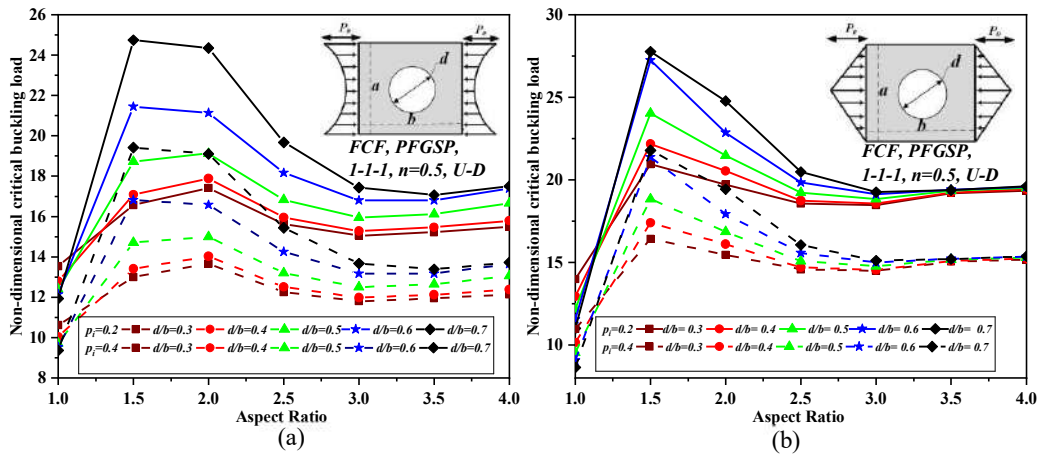 26
24
22
20
18
16
14
12
10
8
Non-dimensional critical buckling load
P₀ P₀
d
a
b
FCF, PFGSP,
1-1-1, n=0.5, U-D
pᵢ=0.2 d/b=0.3 d/b=0.4 d/b=0.5 d/b=0.6 d/b=0.7
pᵢ=0.4 d/b=0.3 d/b=0.4 d/b=0.5 d/b=0.6 d/b=0.7
1.0 1.5 2.0 2.5 3.0 3.5 4.0
Aspect Ratio
(a)
30
25
20
15
10
Non-dimensional critical buckling load
P₀ P₀
d
a
b
FCF, PFGSP,
1-1-1, n=0.5, U-D
pᵢ=0.2 d/b= 0.3 d/b= 0.4 d/b= 0.5 d/b= 0.6 d/b= 0.7
pᵢ=0.4 d/b= 0.3 d/b=0.4 d/b=0.5 d/b= 0.6 d/b= 0.7
1.0 1.5 2.0 2.5 3.0 3.5 4.0
Aspect Ratio
(b)